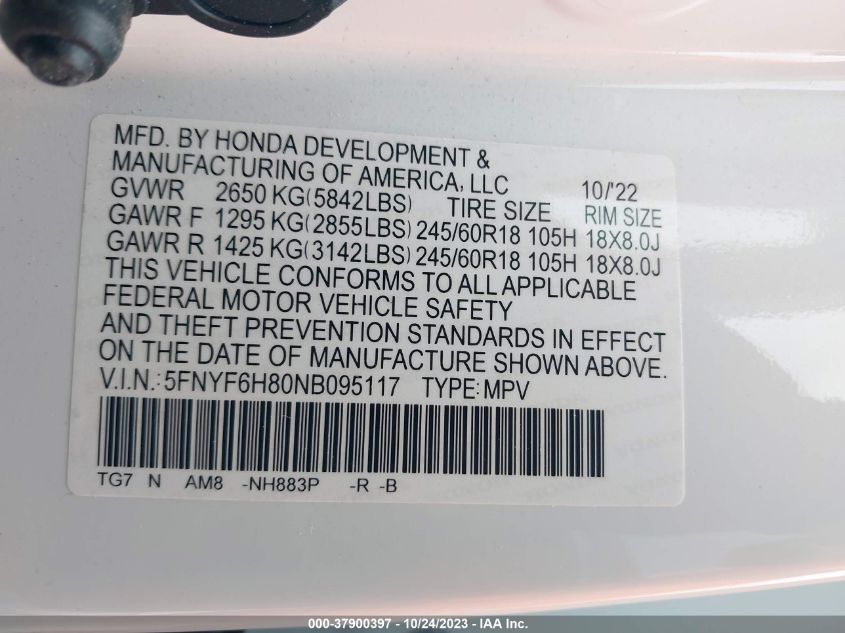 MFD. BY HONDA DEVELOPMENT &
MANUFACTURING OF AMERICA, LLC 10/'22
GVWR 2650 KG(5842LBS) TIRE SIZE RIM SIZE
GAWR F 1295 KG(2855LBS) 245/60R18 105H 18X8.0J
GAWR R 1425 KG(3142LBS) 245/60R18 105H 18X8.0J
THIS VEHICLE CONFORMS TO ALL APPLICABLE
FEDERAL MOTOR VEHICLE SAFETY
AND THEFT PREVENTION STANDARDS IN EFFECT
ON THE DATE OF MANUFACTURE SHOWN ABOVE.
V.I.N.:5FNYF6H80NB095117 TYPE:MPV
TG7 N AM8 -NH883P -R -B
000-37900397 - 10/24/2023 - IAA Inc.